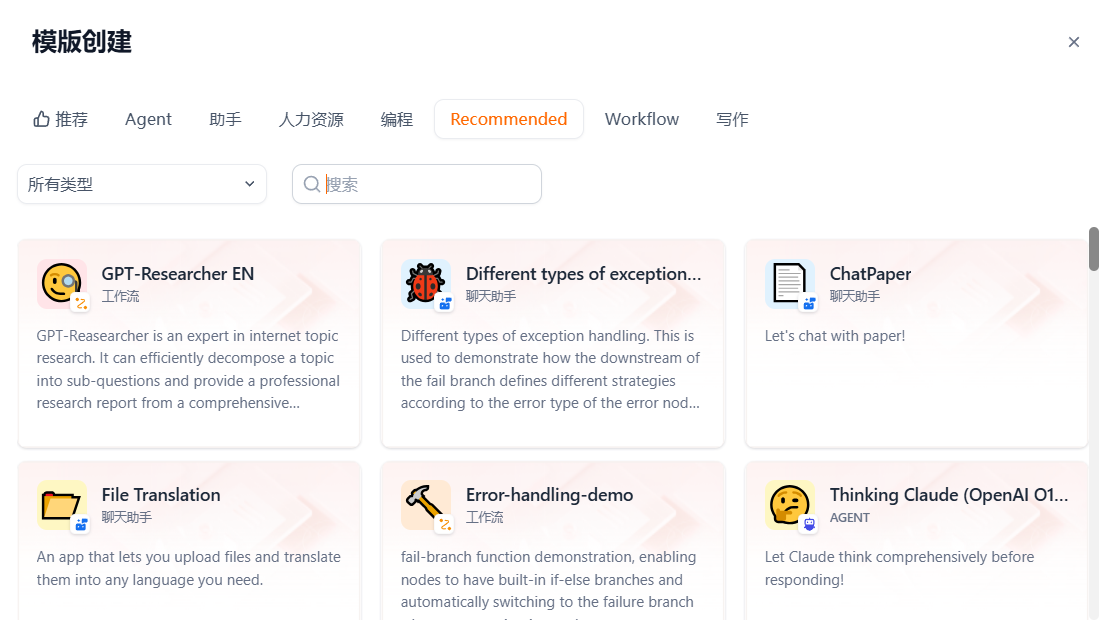 模版创建
推荐 Agent 助手 人力资源 编程 Recommended Workflow 写作
所有类型 搜索
GPT-Researcher EN
工作流
GPT-Reasearcher is an expert in internet topic
research. It can efficiently decompose a topic
into sub-questions and provide a professional
research report from a comprehensive...
Different types of exception...
聊天助手
Different types of exception handling. This is
used to demonstrate how the downstream of
the fail branch defines different strategies
according to the error type of the error nod...
ChatPaper
聊天助手
Let's chat with paper!
File Translation
聊天助手
An app that lets you upload files and translate
them into any language you need.
Error-handling-demo
工作流
fail-branch function demonstration, enabling
nodes to have built-in if-else branches and
automatically switching to the failure branch
Thinking Claude (OpenAI O1...
AGENT
Let Claude think comprehensively before
responding!